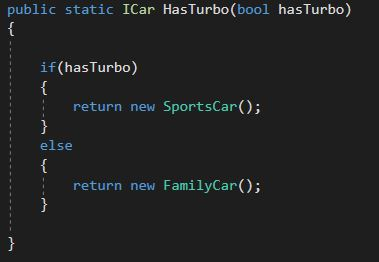 public static ICar HasTurbo(bool hasTurbo)
{
if(hasTurbo)
{
return new SportsCar();
}
else
{
return new FamilyCar();
}
}